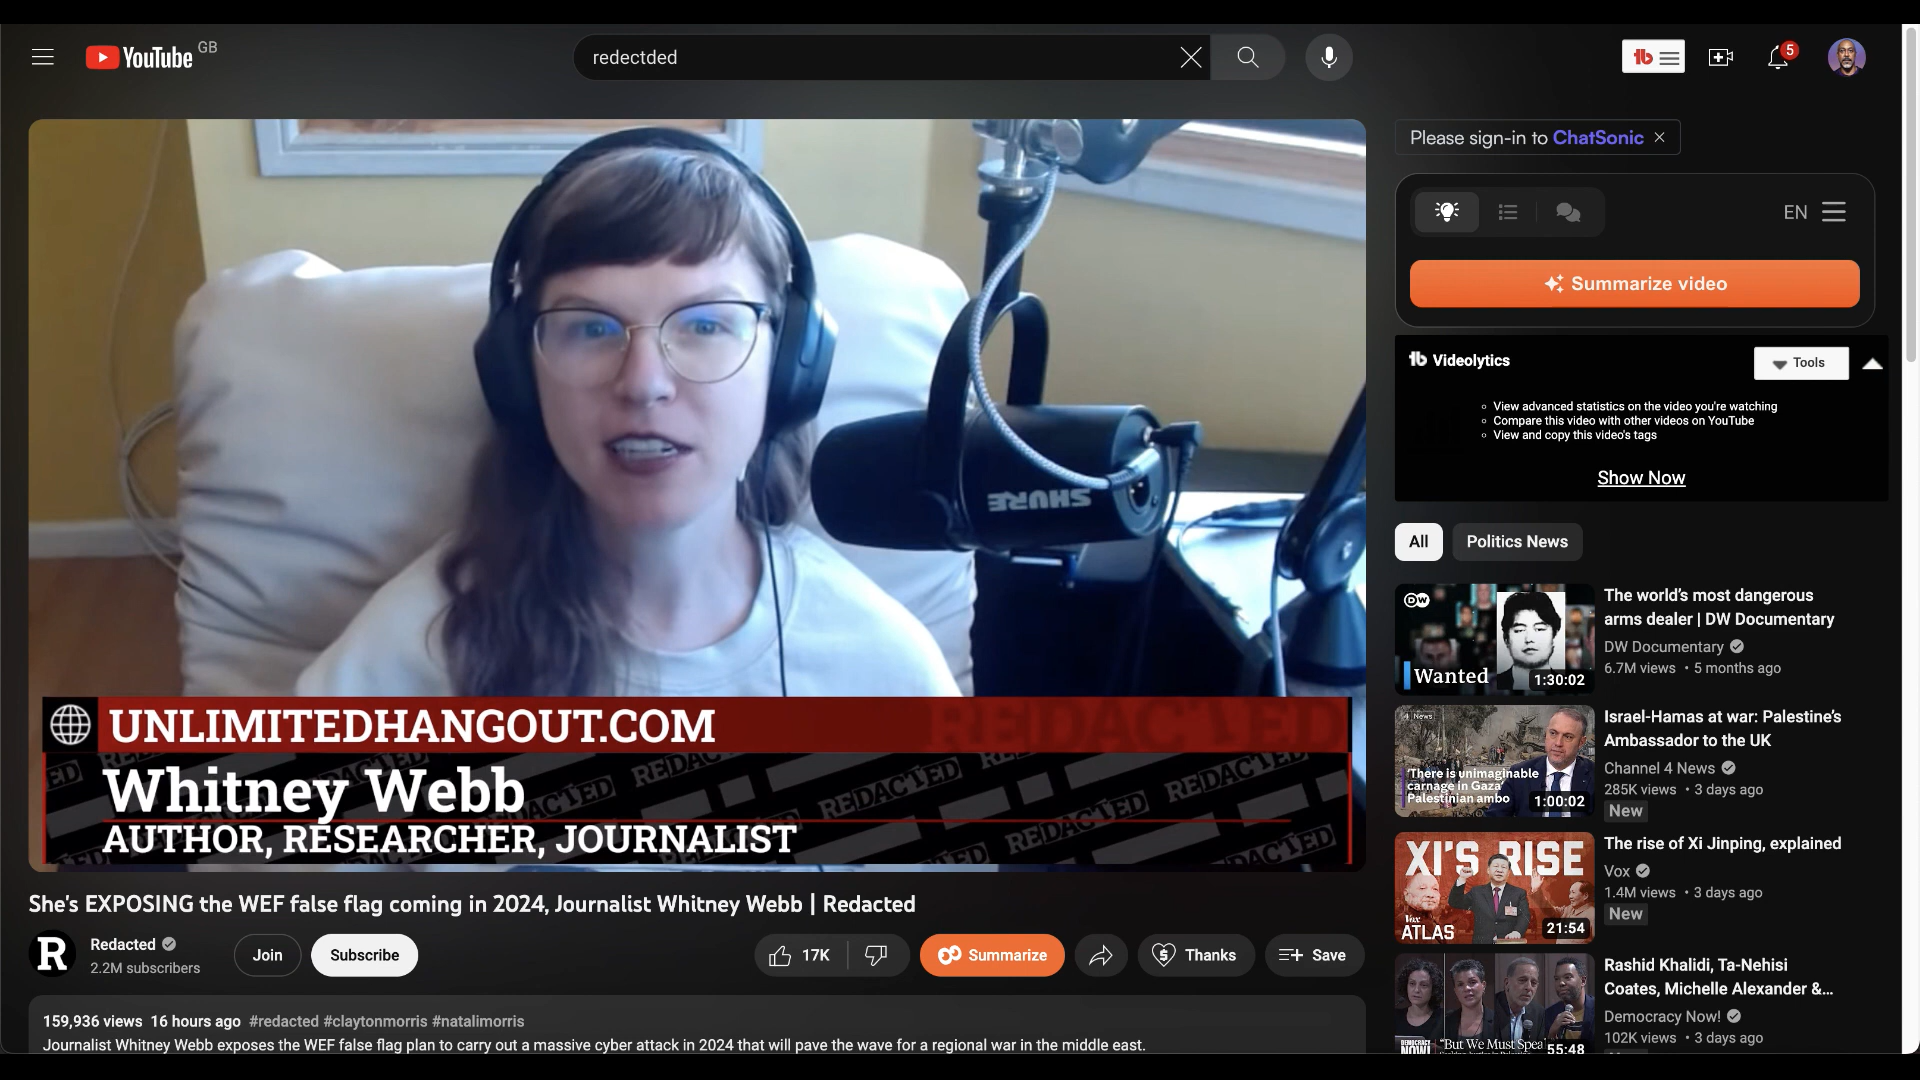 YouTube GB
redectded
5
Please sign-in to ChatSonic
EN
Summarize video
Videolytics
Tools
View advanced statistics on the video you're watching
Compare this video with other videos on YouTube
View and copy this video's tags
Show Now
All
Politics News
SHURE
UNLIMITEDHANGOUT.COM
REDACTED
Whitney Webb
AUTHOR, RESEARCHER, JOURNALIST
She's EXPOSING the WEF false flag coming in 2024, Journalist Whitney Webb | Redacted
R
Redacted
2.2M subscribers
Join
Subscribe
17K
Summarize
Thanks
Save
159,936 views 16 hours ago #redacted #claytonmorris #natalimorris
Journalist Whitney Webb exposes the WEF false flag plan to carry out a massive cyber attack in 2024 that will pave the wave for a regional war in the middle east.
DW
Wanted
1:30:02
The world's most dangerous
arms dealer | DW Documentary
DW Documentary
6.7M views • 5 months ago
4 News
'There is unimaginable
carnage in Gaza'
Palestinian ambo
1:00:02
Israel-Hamas at war: Palestine's
Ambassador to the UK
Channel 4 News
285K views • 3 days ago
New
XI'S RISE
Vox
ATLAS
21:54
The rise of Xi Jinping, explained
Vox
1.4M views • 3 days ago
New
DEMOCRACY
NOW!
"But We Must Spea
55:48
Rashid Khalidi, Ta-Nehisi
Coates, Michelle Alexander &...
Democracy Now!
102K views • 3 days ago